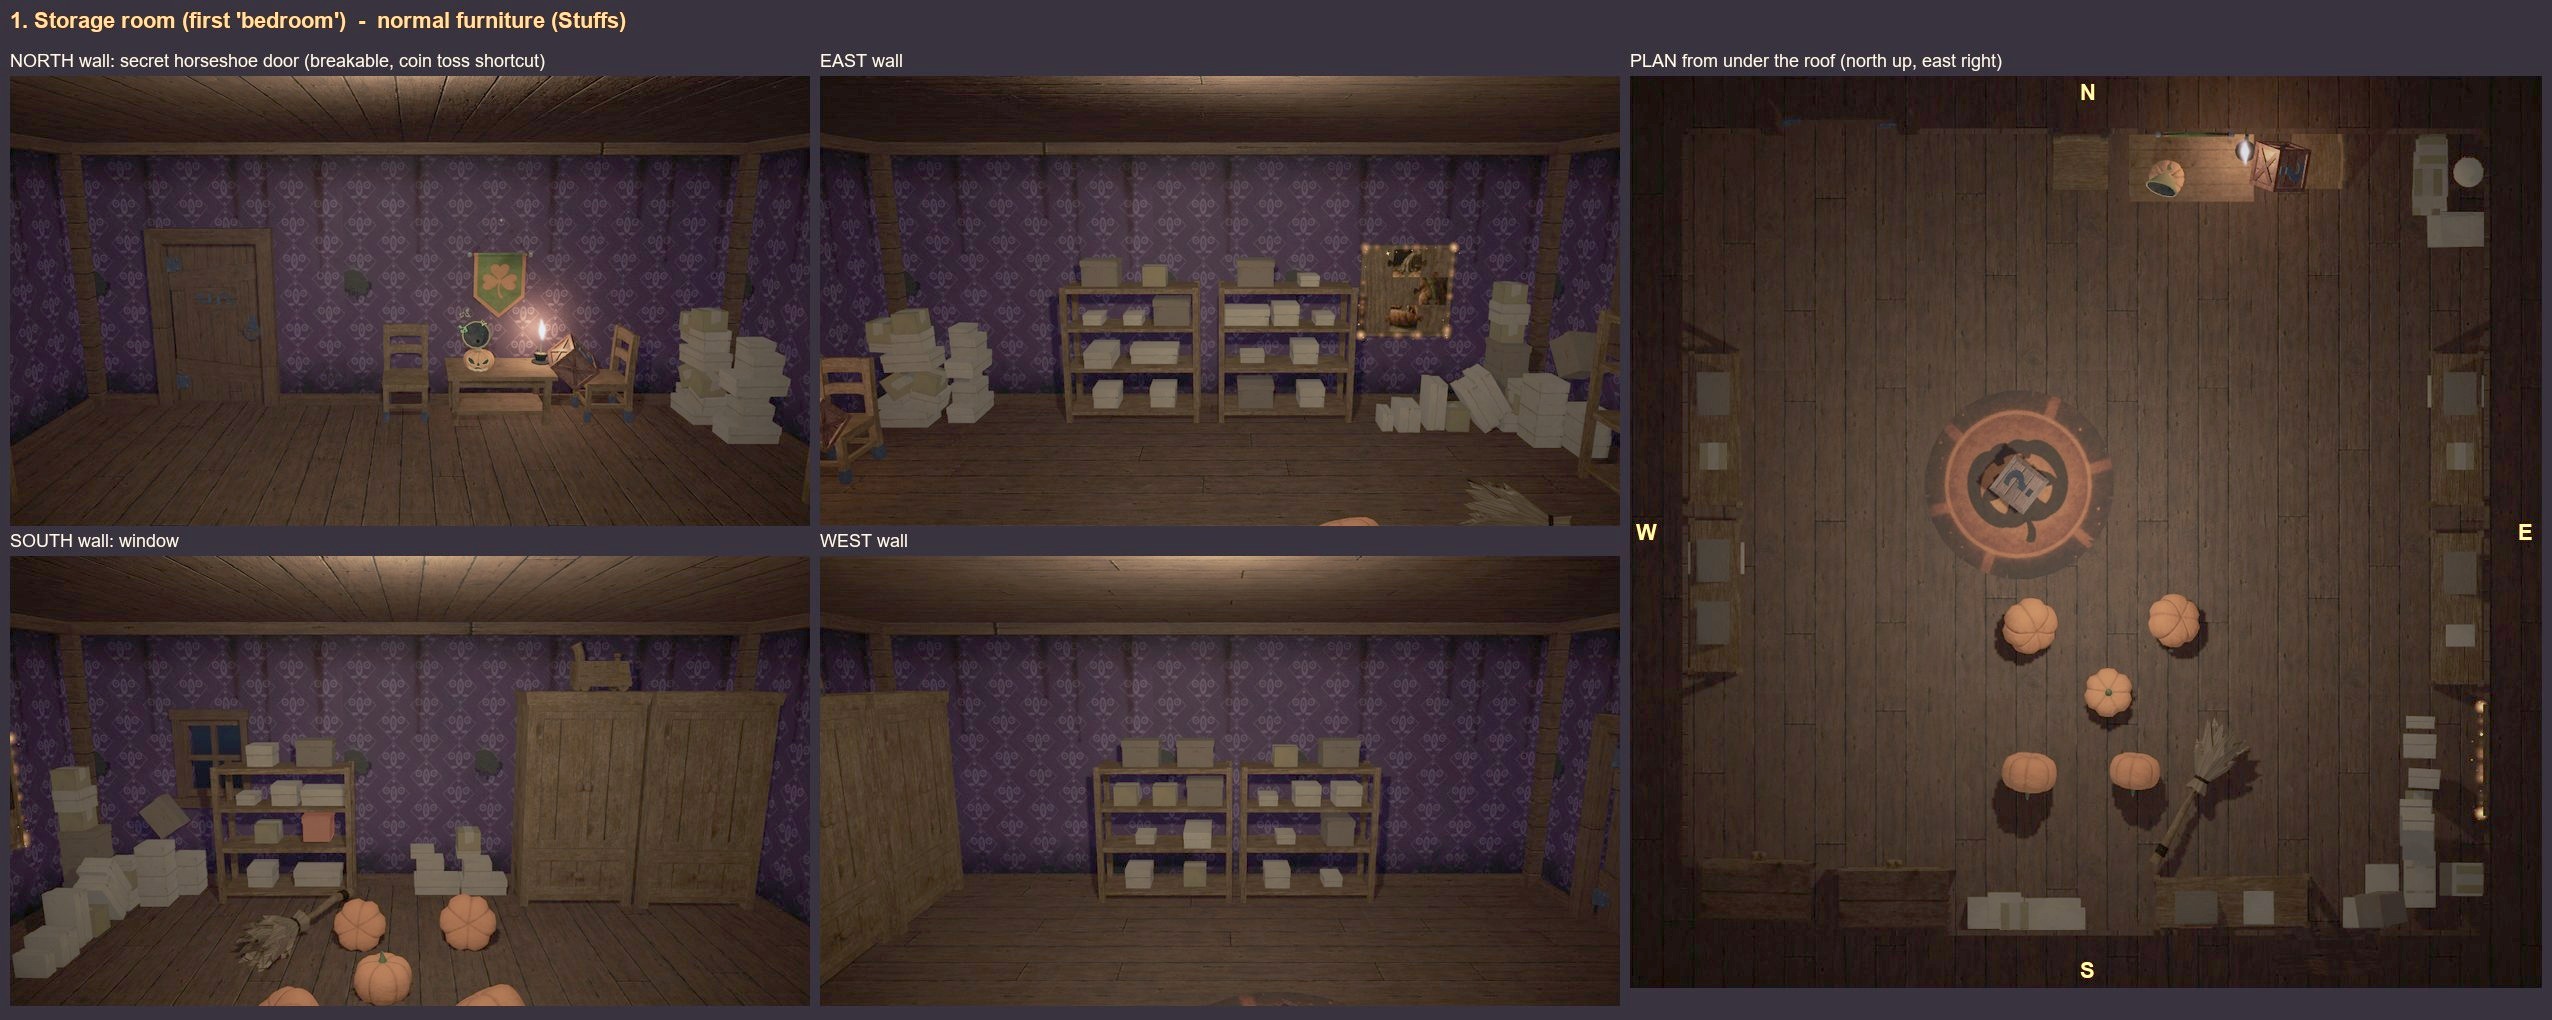 1. Storage room (first 'bedroom')  -  normal furniture (Stuffs)
NORTH wall: secret horseshoe door (breakable, coin toss shortcut)
EAST wall
PLAN from under the roof (north up, east right)
N
W
E
S
?
SOUTH wall: window
WEST wall